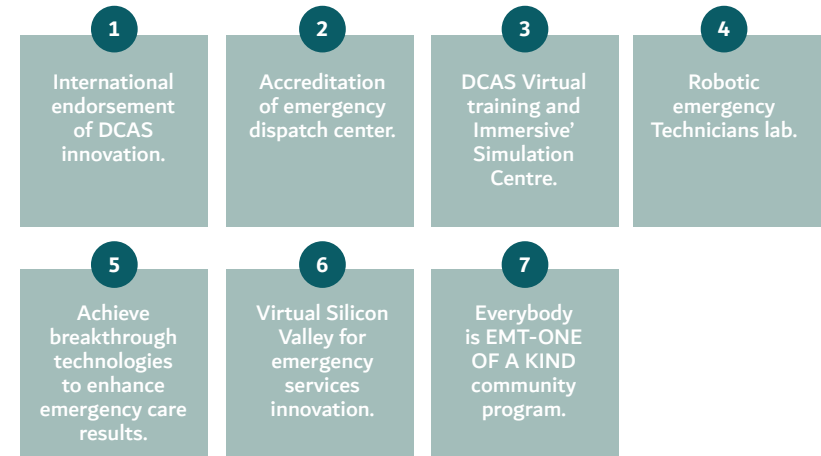 1
International
endorsement
of DCAS
innovation.
2
Accreditation
of emergency
dispatch center.
3
DCAS Virtual
training and
Immersive’
Simulation
Centre.
4
Robotic
emergency
Technicians lab.
5
Achieve
breakthrough
technologies
to enhance
emergency care
results.
6
Virtual Silicon
Valley for
emergency
services
innovation.
7
Everybody
is EMT-ONE
OF A KIND
community
program.